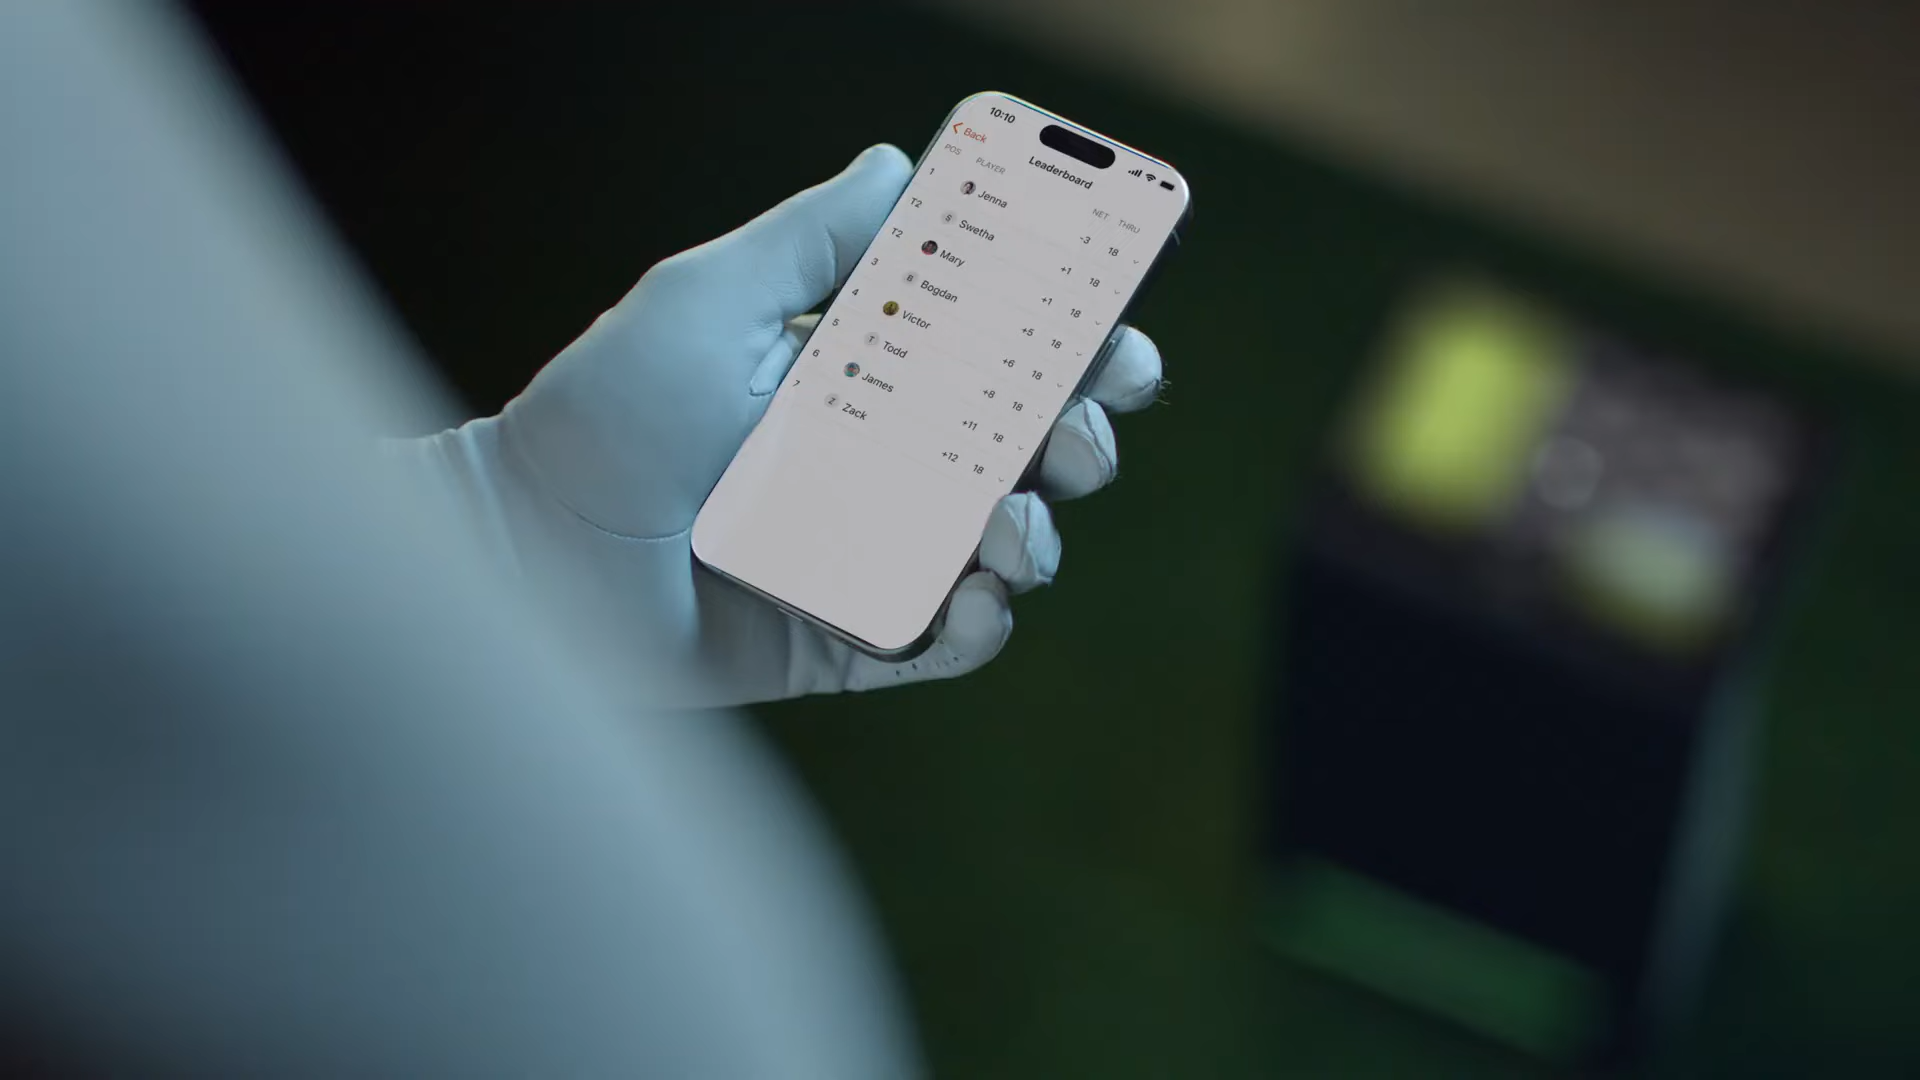 10:10
Back
Leaderboard
POS PLAYER NET THRU
1 Jenna -3 18
T2 S Swetha +1 18
T2 Mary +1 18
3 B Bogdan +5 18
4 Victor +6 18
5 T Todd +8 18
6 James +11 18
7 Z Zack +12 18